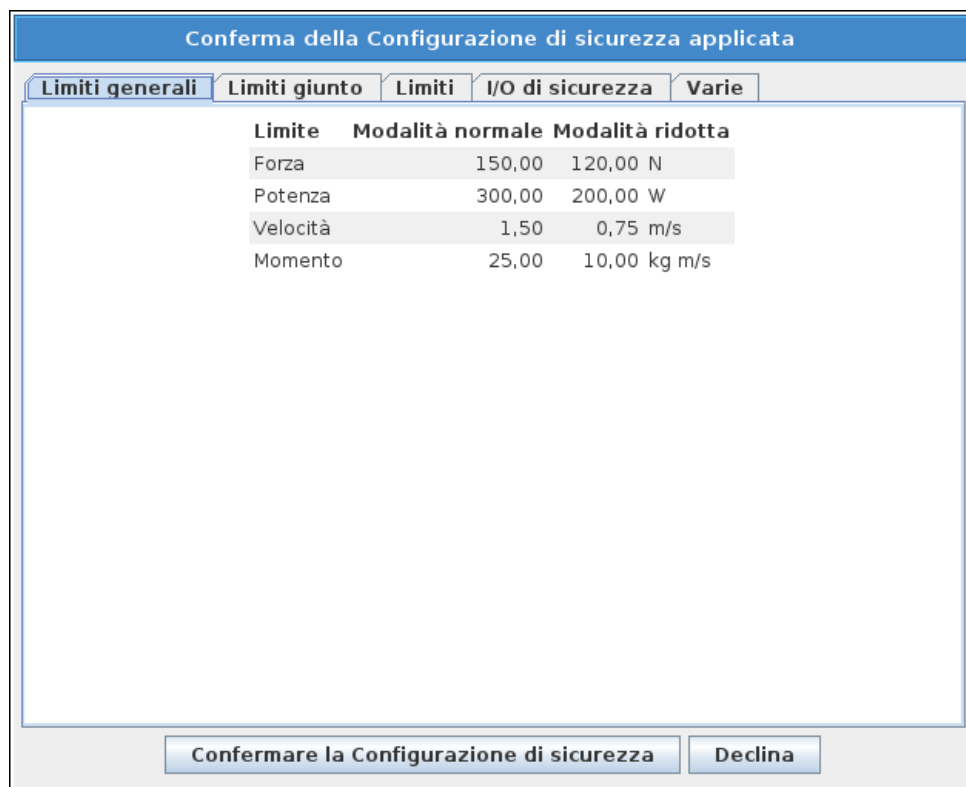 Conferma della Configurazione di sicurezza applicata
Limiti generali Limiti giunto Limiti I/O di sicurezza Varie
Limite Modalità normale Modalità ridotta
Forza 150,00 120,00 N
Potenza 300,00 200,00 W
Velocità 1,50 0,75 m/s
Momento 25,00 10,00 kg m/s
Confermare la Configurazione di sicurezza Declina